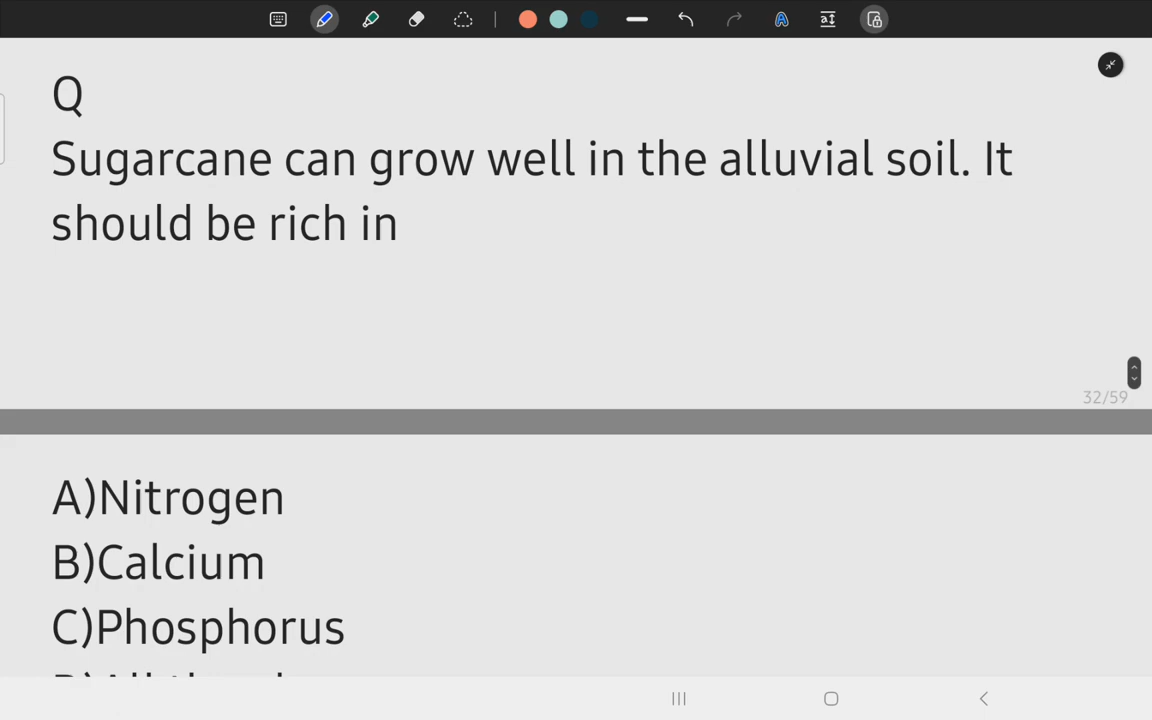 Q
Sugarcane can grow well in the alluvial soil. It
should be rich in
32/59
A)Nitrogen
B)Calcium
C)Phosphorus